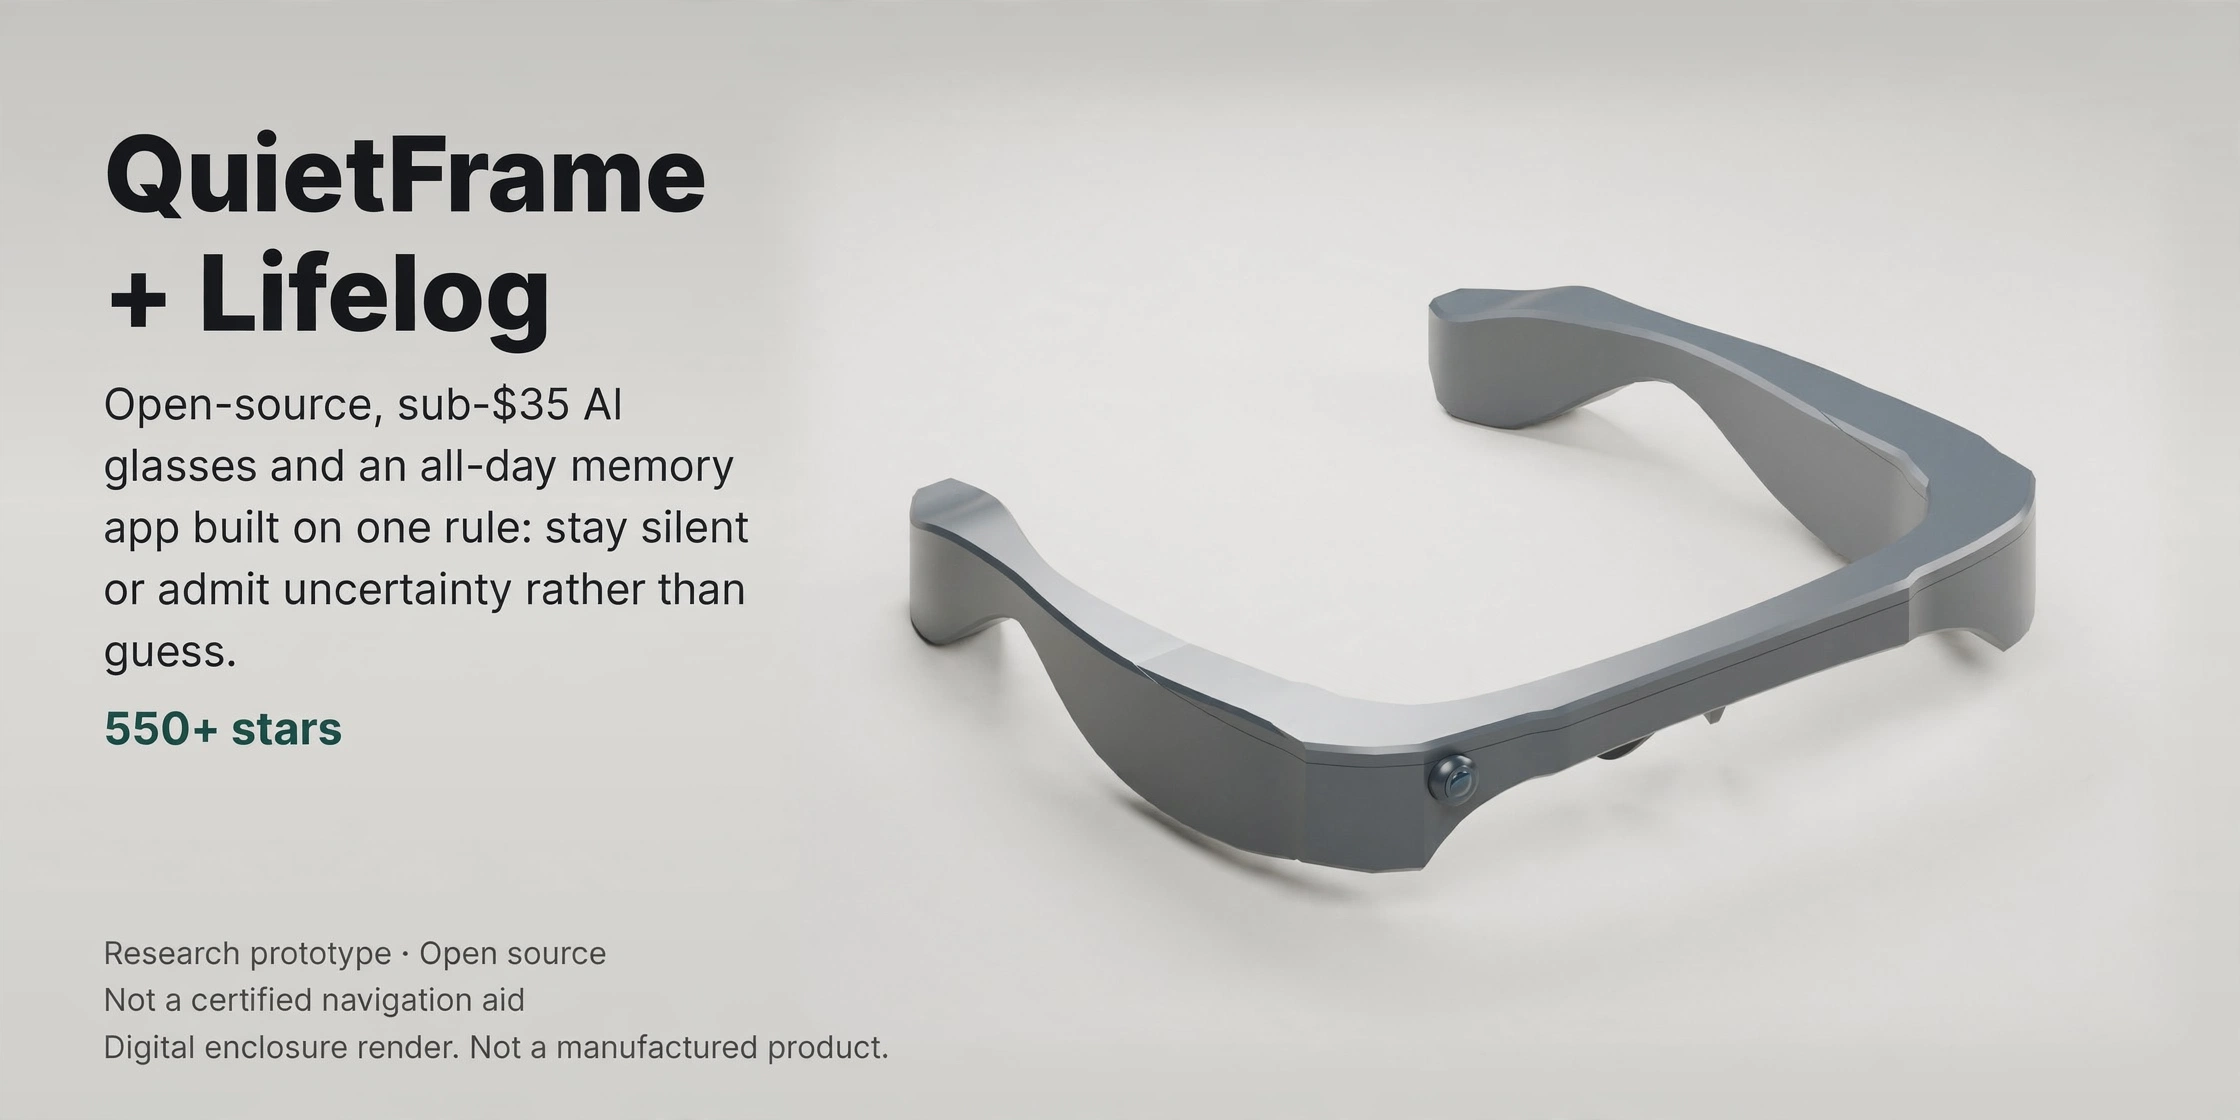 QuietFrame
+ Lifelog
Open-source, sub-$35 AI
glasses and an all-day memory
app built on one rule: stay silent
or admit uncertainty rather than
guess.
550+ stars
Research prototype · Open source
Not a certified navigation aid
Digital enclosure render. Not a manufactured product.